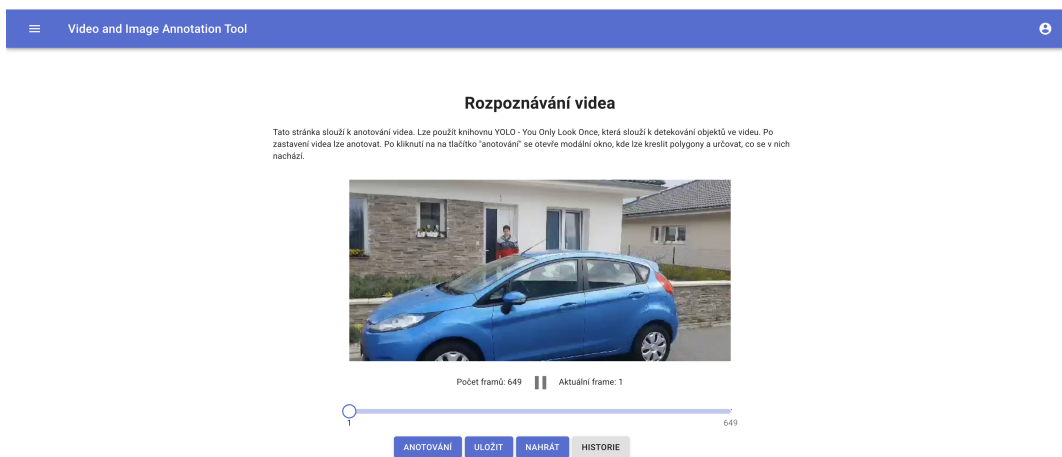 Video and Image Annotation Tool
Rozpoznávání videa
Tato stránka slouží k anotování videa. Lze použít knihovnu YOLO - You Only Look Once, která slouží k detekování objektů ve videu. Po
zastavení videa lze anotovat. Po kliknutí na na tlačítko "anotování" se otevře modální okno, kde lze kreslit polygony a určovat, co se v nich
nachází.
Počet framů: 649 Aktuální frame: 1
1 649
ANOTOVÁNÍ ULOŽIT NAHRÁT HISTORIE